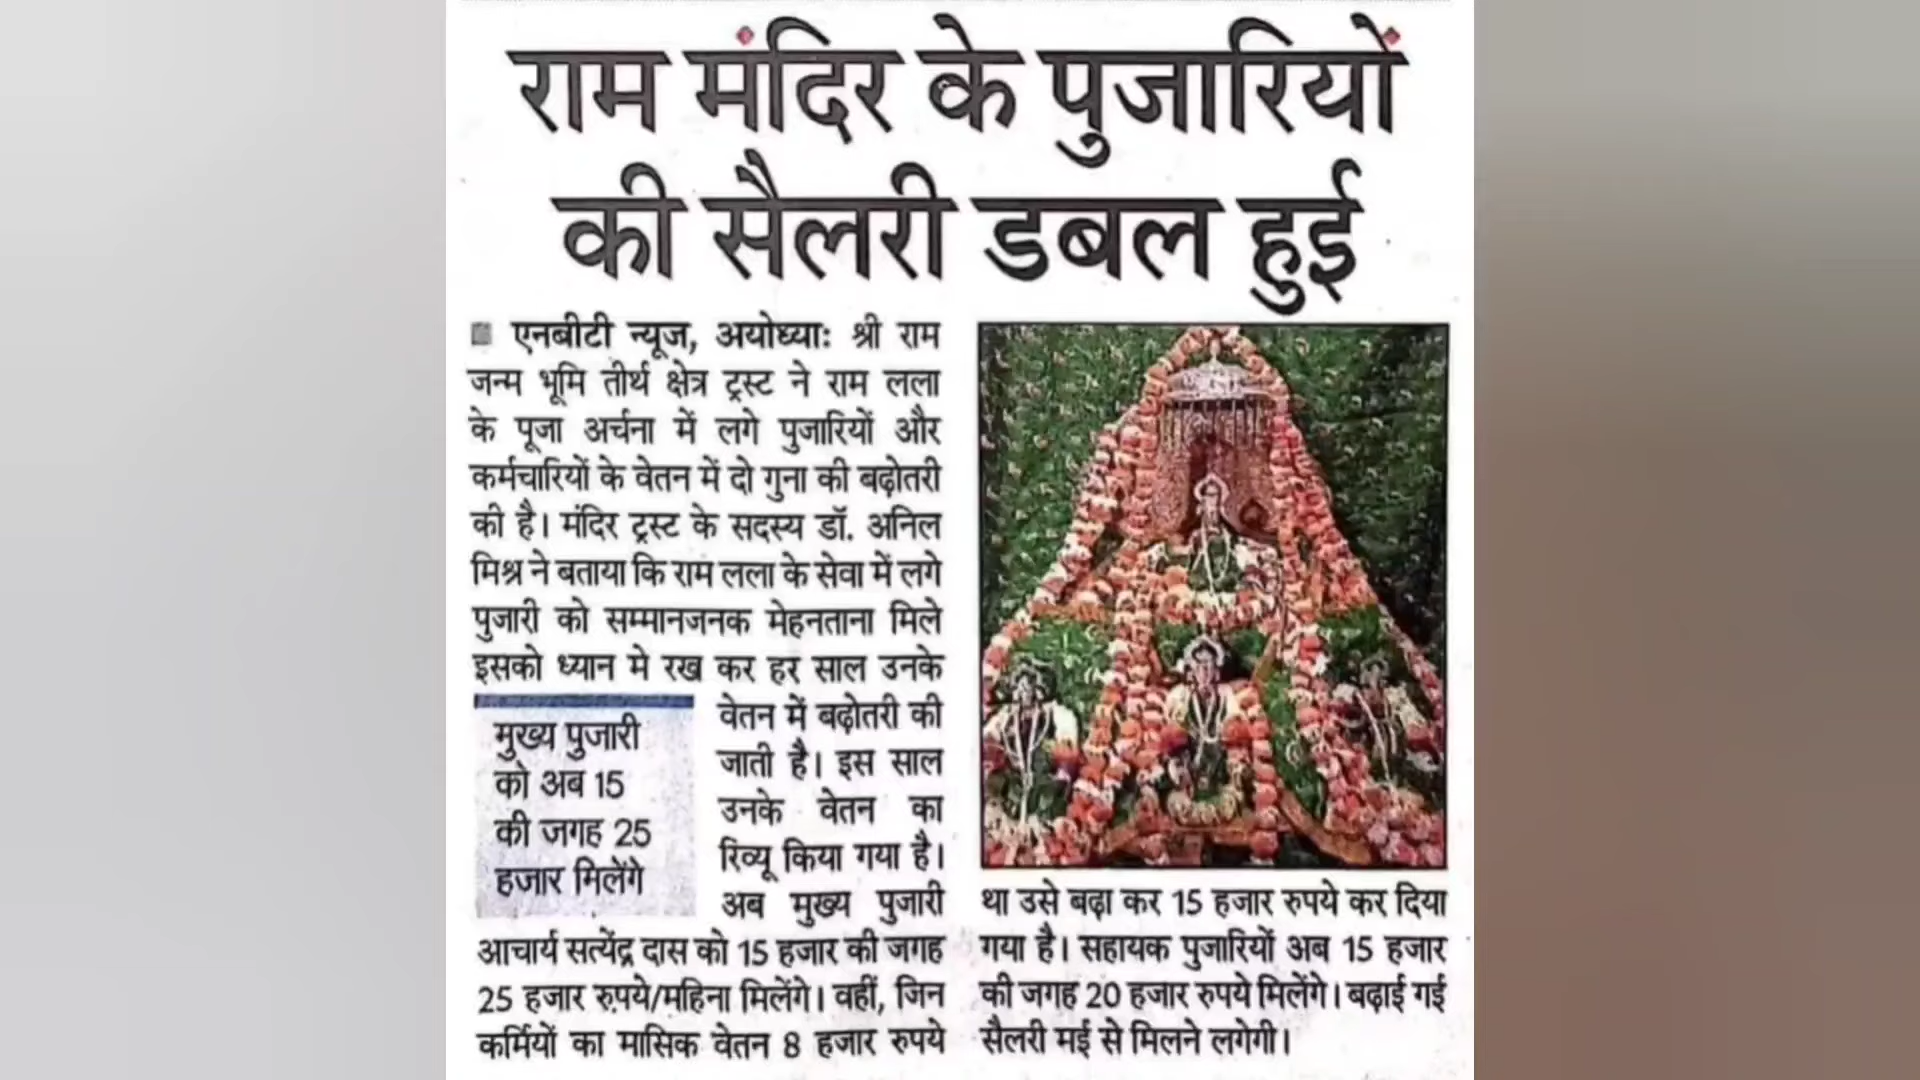 राम मंदिर के पुजारियों
की सैलरी डबल हुई
एनबीटी न्यूज, अयोध्याः श्री राम
जन्म भूमि तीर्थ क्षेत्र ट्रस्ट ने राम लला
के पूजा अर्चना में लगे पुजारियों और
कर्मचारियों के वेतन में दो गुना की बढ़ोतरी
की है। मंदिर ट्रस्ट के सदस्य डॉ. अनिल
मिश्र ने बताया कि राम लला के सेवा में लगे
पुजारी को सम्मानजनक मेहनताना मिले
इसको ध्यान मे रख कर हर साल उनके
वेतन में बढ़ोतरी की
जाती है। इस साल
उनके वेतन का
रिव्यू किया गया है।
अब मुख्य पुजारी
आचार्य सत्येंद्र दास को 15 हजार की जगह
25 हजार रुपये/महिना मिलेंगे। वहीं, जिन
कर्मियों का मासिक वेतन 8 हजार रुपये
मुख्य पुजारी
को अब 15
की जगह 25
हजार मिलेंगे
था उसे बढ़ा कर 15 हजार रुपये कर दिया
गया है। सहायक पुजारियों अब 15 हजार
की जगह 20 हजार रुपये मिलेंगे। बढ़ाई गई
सैलरी मई से मिलने लगेगी।